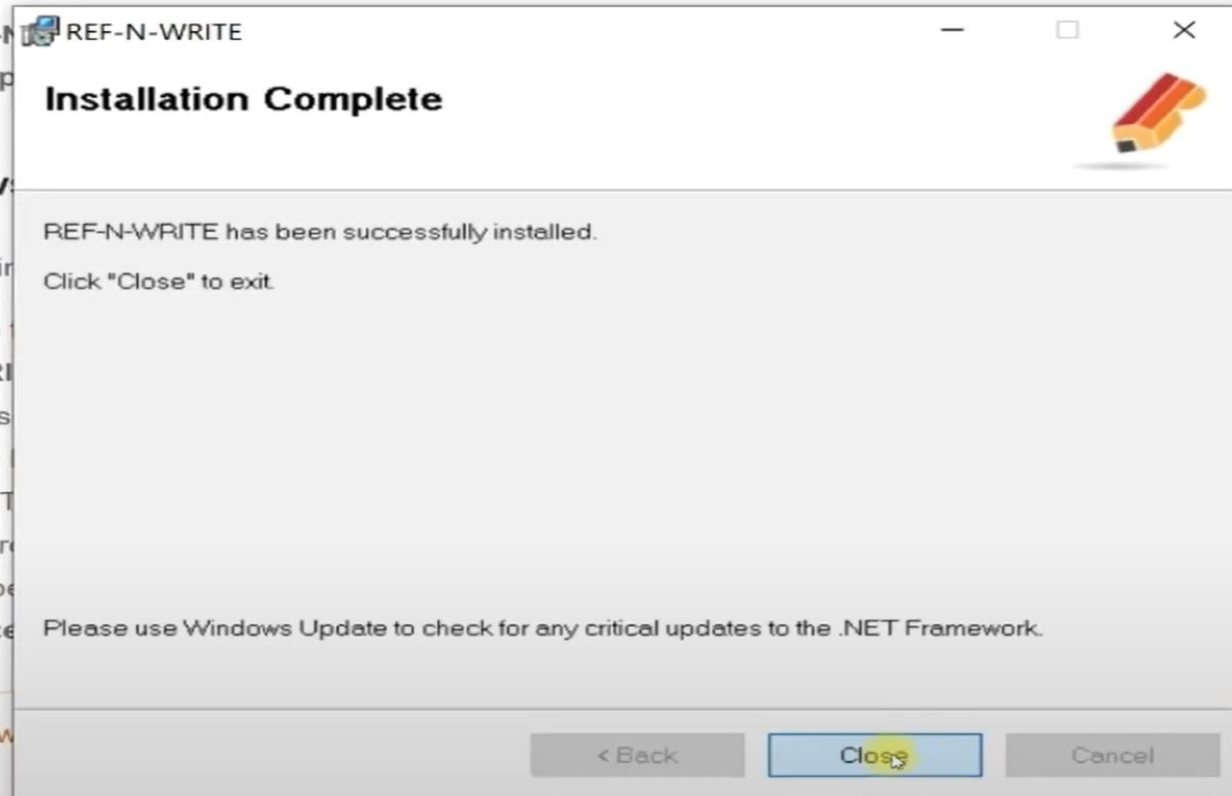 REF-N-WRITE
Installation Complete
REF-N-WRITE has been successfully installed.
Click "Close" to exit.
Please use Windows Update to check for any critical updates to the .NET Framework.
< Back
Close
Cancel